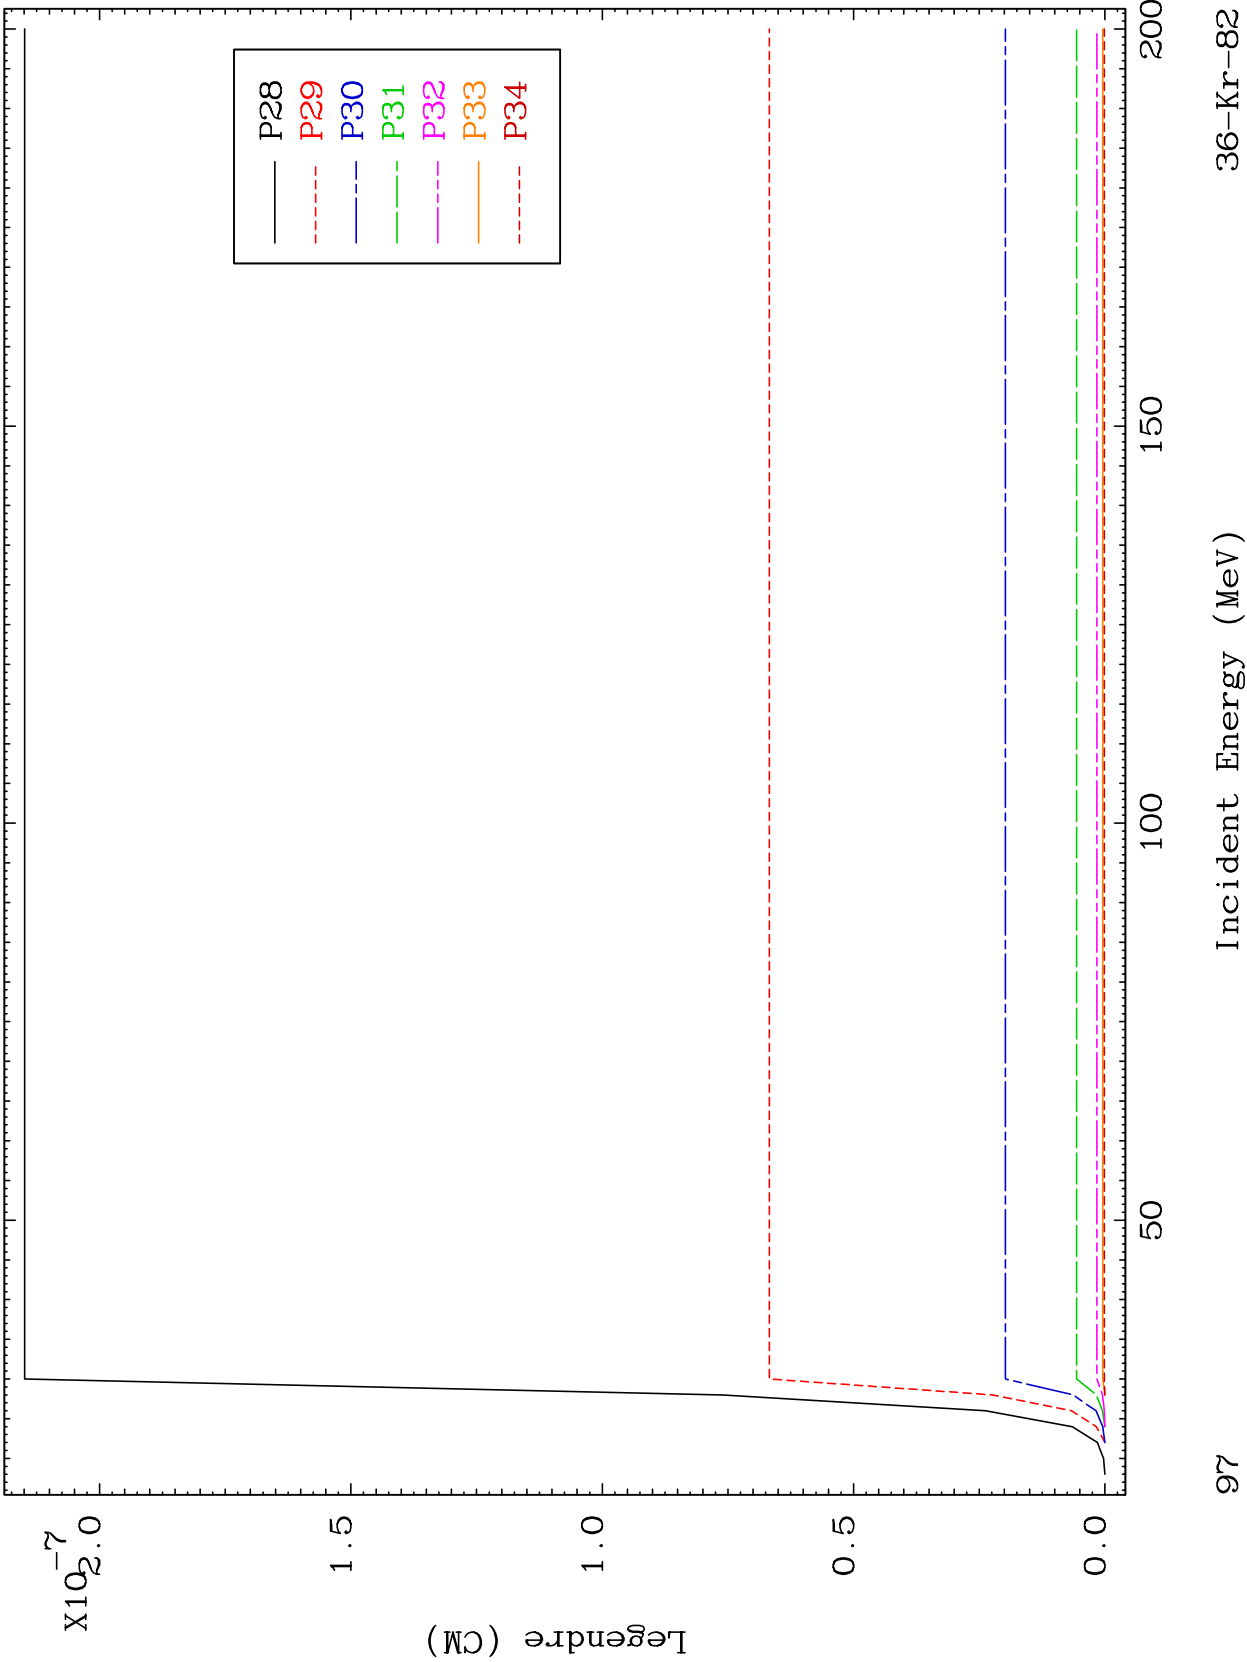 X10-7
2.0
1.5
1.0
0.5
0.0
Legendre (CM)
P28
P29
P30
P31
P32
P33
P34
50
100
150
200
Incident Energy (MeV)
97
36-Kr-82